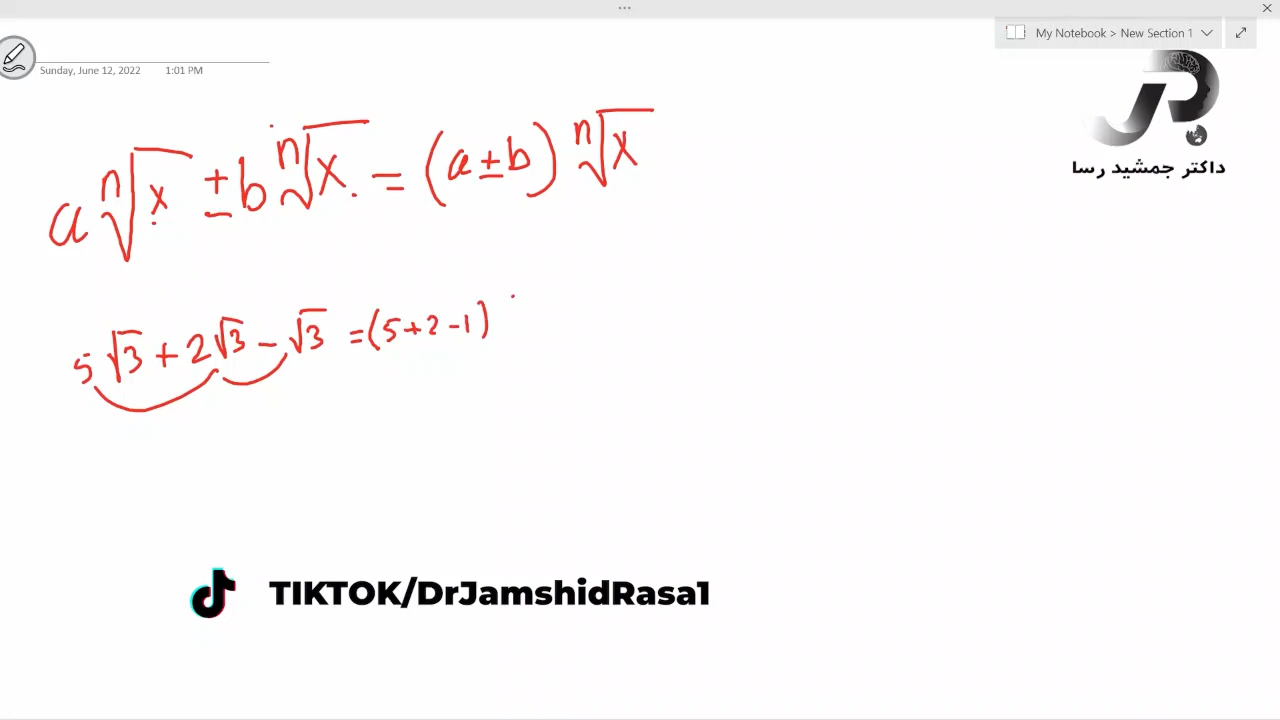 My Notebook > New Section 1
Sunday, June 12, 2022 1:01 PM
داکتر جمشید رسا
a ⁿ√x ± b ⁿ√x = (a ± b) ⁿ√x
5√3 + 2√3 - √3 = (5+2-1)
TIKTOK/DrJamshidRasa1